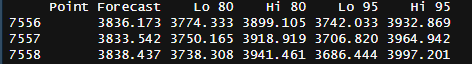 Point Forecast Lo 80 Hi 80 Lo 95 Hi 95
7556 3836.173 3774.333 3899.105 3742.033 3932.869
7557 3833.542 3750.165 3918.919 3706.820 3964.942
7558 3838.437 3738.308 3941.461 3686.444 3997.201